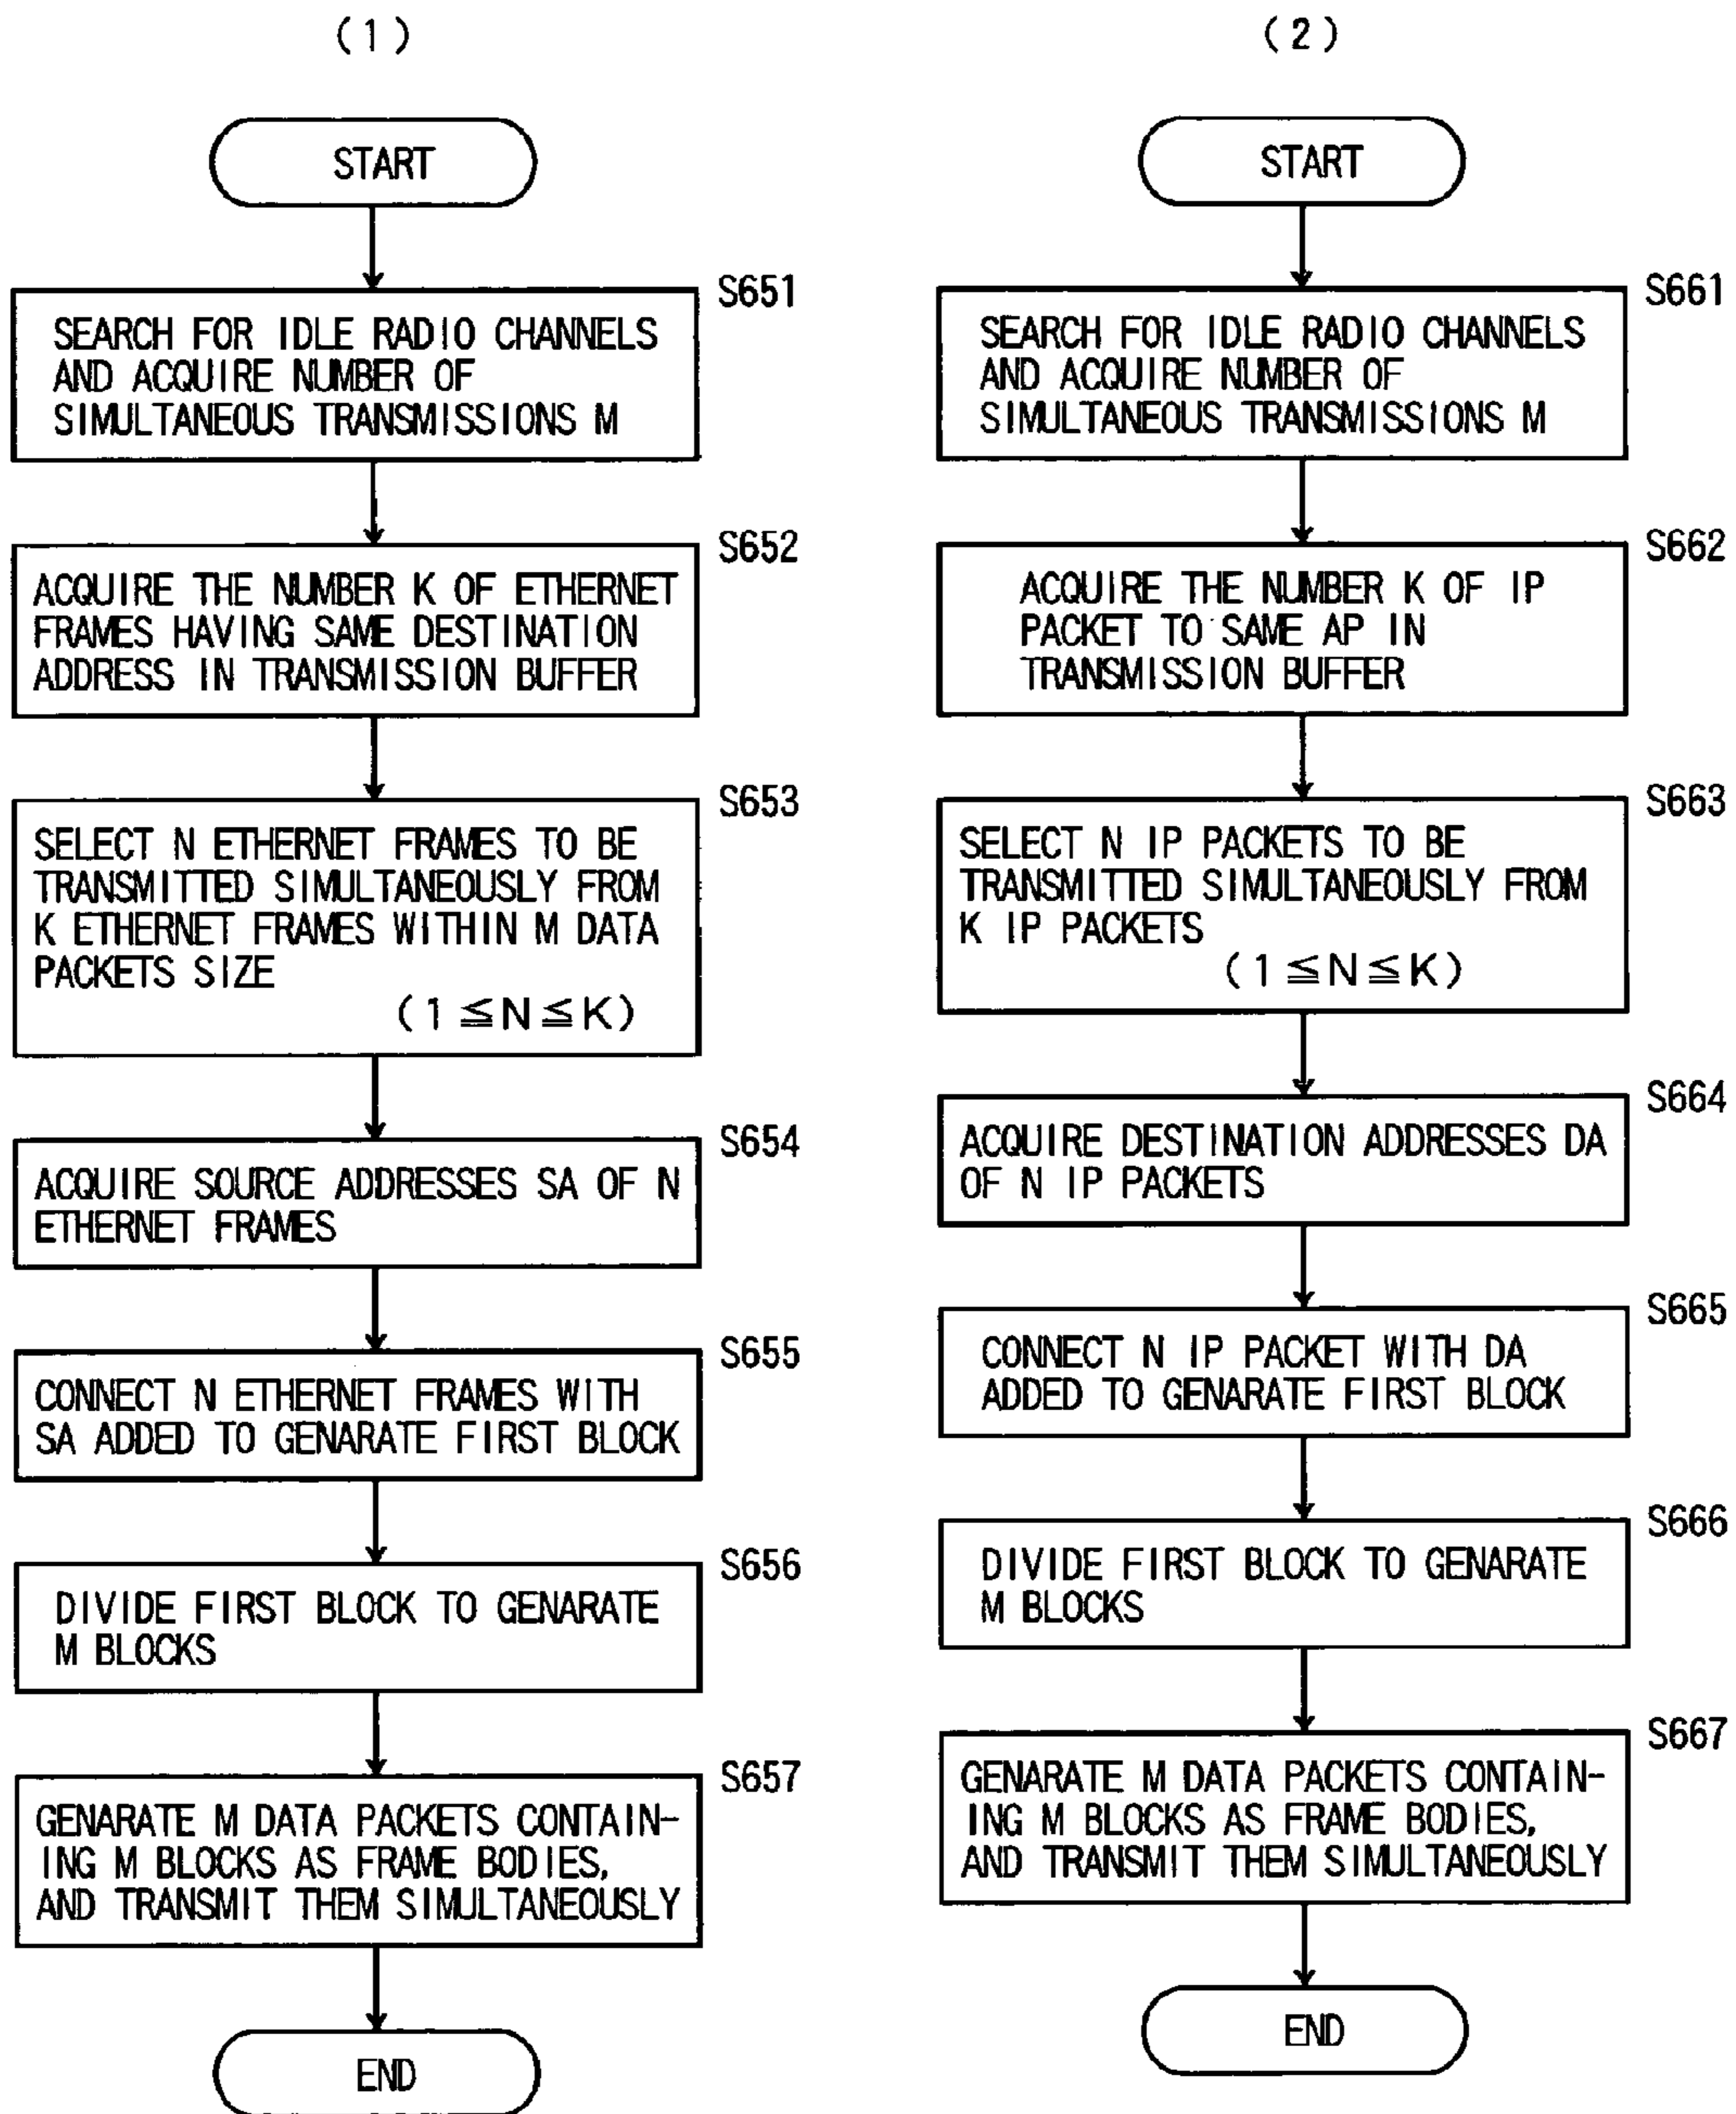 (1)
START
S651
SEARCH FOR IDLE RADIO CHANNELS
AND ACQUIRE NUMBER OF
SIMULTANEOUS TRANSMISSIONS M
S652
ACQUIRE THE NUMBER K OF ETHERNET
FRAMES HAVING SAME DESTINATION
ADDRESS IN TRANSMISSION BUFFER
S653
SELECT N ETHERNET FRAMES TO BE
TRANSMITTED SIMULTANEOUSLY FROM
K ETHERNET FRAMES WITHIN M DATA
PACKETS SIZE
(1≦N≦K)
S654
ACQUIRE SOURCE ADDRESSES SA OF N
ETHERNET FRAMES
S655
CONNECT N ETHERNET FRAMES WITH
SA ADDED TO GENARATE FIRST BLOCK
S656
DIVIDE FIRST BLOCK TO GENARATE
M BLOCKS
S657
GENARATE M DATA PACKETS CONTAIN-
ING M BLOCKS AS FRAME BODIES,
AND TRANSMIT THEM SIMULTANEOUSLY
END
(2)
START
S661
SEARCH FOR IDLE RADIO CHANNELS
AND ACQUIRE NUMBER OF
SIMULTANEOUS TRANSMISSIONS M
S662
ACQUIRE THE NUMBER K OF IP
PACKET TO SAME AP IN
TRANSMISSION BUFFER
S663
SELECT N IP PACKETS TO BE
TRANSMITTED SIMULTANEOUSLY FROM
K IP PACKETS
(1≦N≦K)
S664
ACQUIRE DESTINATION ADDRESSES DA
OF N IP PACKETS
S665
CONNECT N IP PACKET WITH DA
ADDED TO GENARATE FIRST BLOCK
S666
DIVIDE FIRST BLOCK TO GENARATE
M BLOCKS
S667
GENARATE M DATA PACKETS CONTAIN-
ING M BLOCKS AS FRAME BODIES,
AND TRANSMIT THEM SIMULTANEOUSLY
END